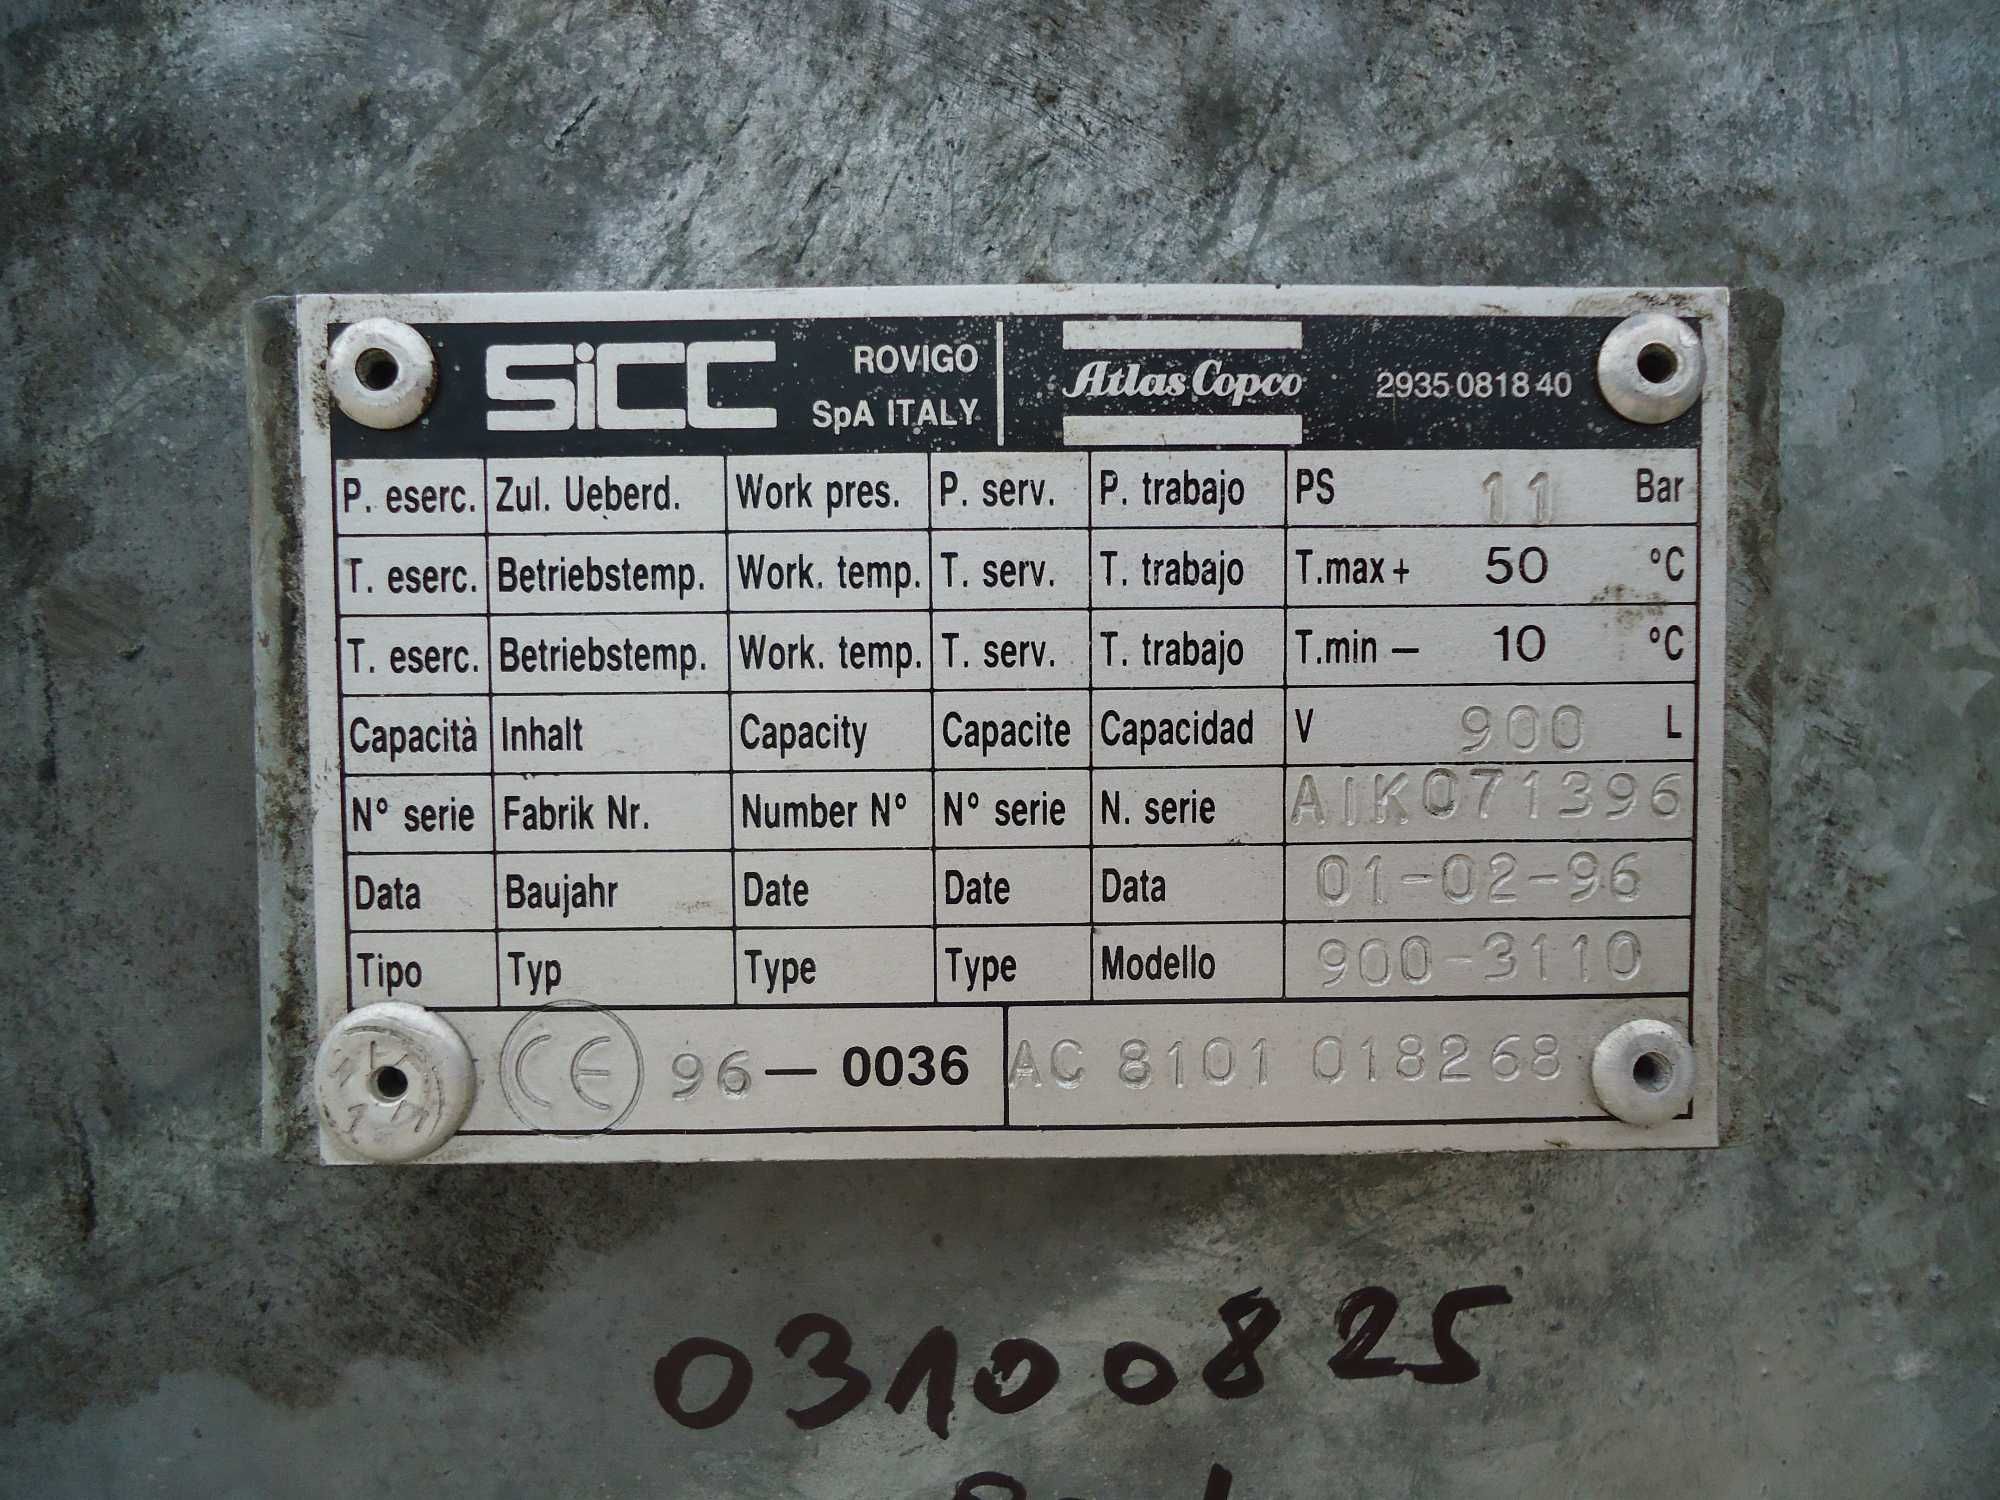 SiCC ROVIGO SpA ITALY Atlas Copco 2935 0818 40
P. eserc. Zul. Ueberd. Work pres. P. serv. P. trabajo PS 11 Bar
T. eserc. Betriebstemp. Work. temp. T. serv. T. trabajo T.max + 50 °C
T. eserc. Betriebstemp. Work. temp. T. serv. T. trabajo T.min — 10 °C
Capacità Inhalt Capacity Capacite Capacidad V 900 L
N° serie Fabrik Nr. Number N° N° serie N. serie AIK071396
Data Baujahr Date Date Data 01-02-96
Tipo Typ Type Type Modello 900-3110
CE 96 — 0036 AC 8101 018268
03100825